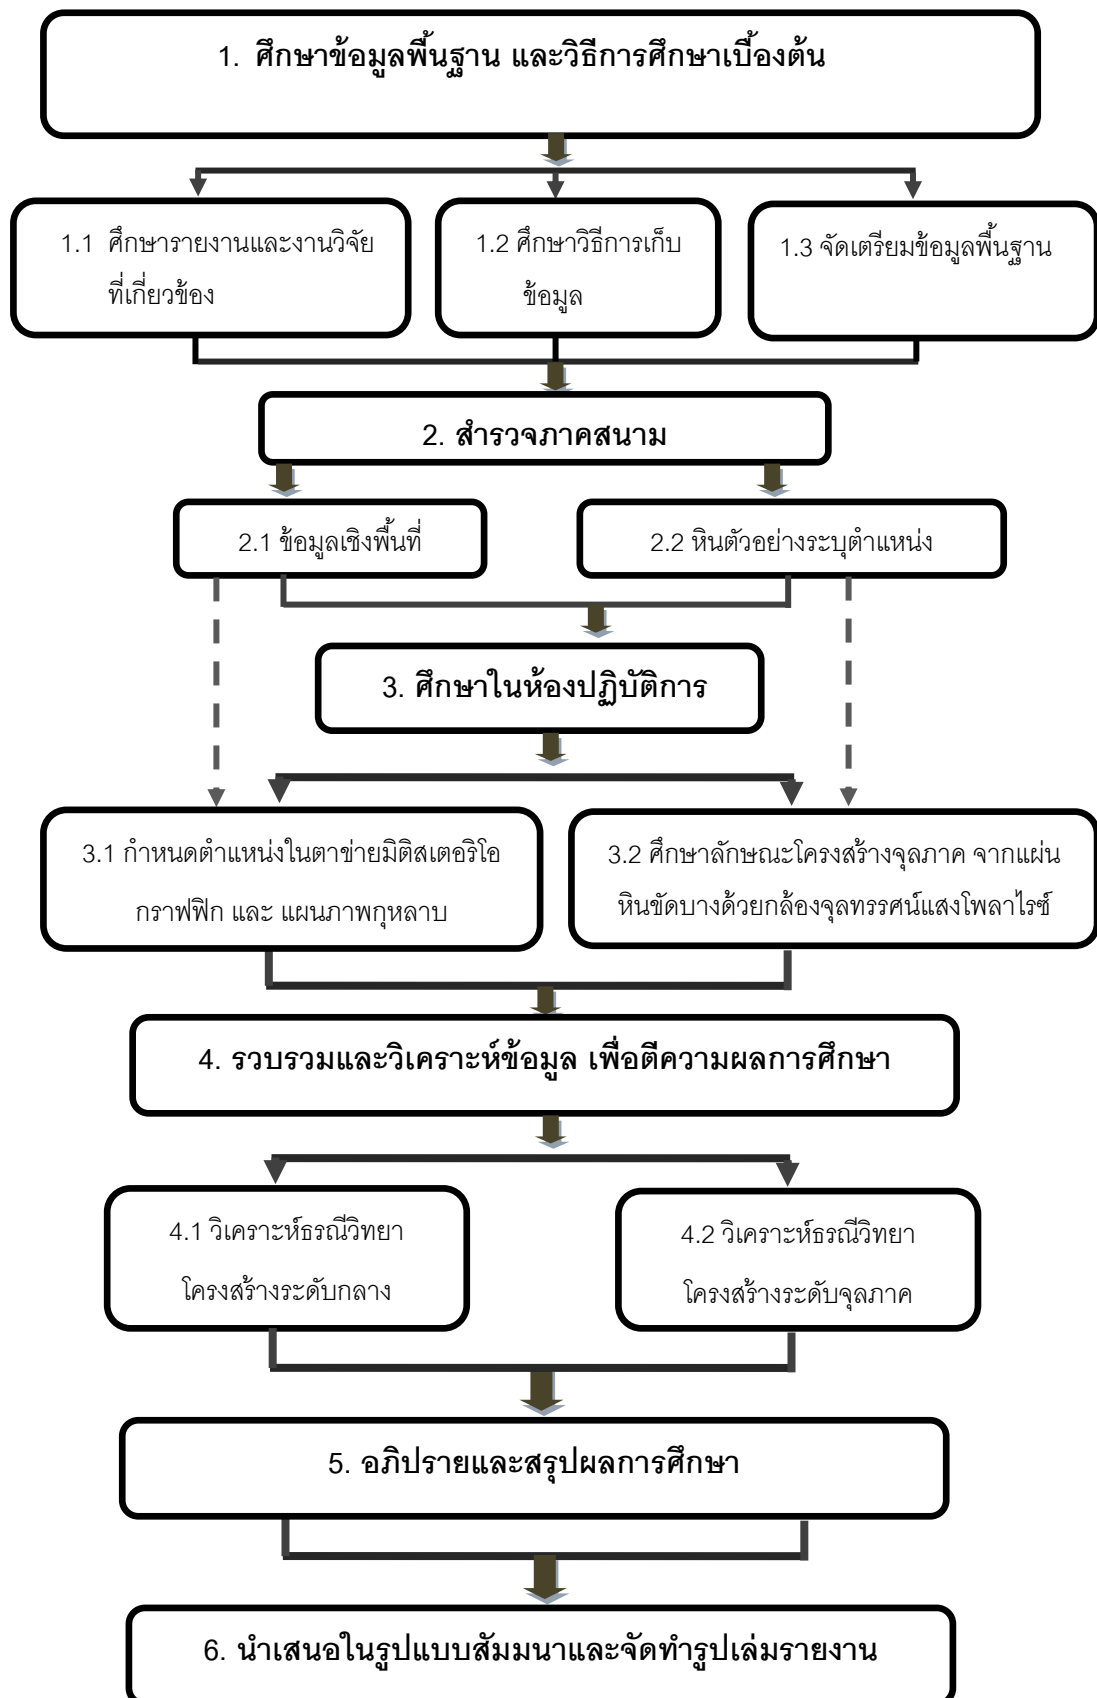 1. ศึกษาข้อมูลพื้นฐาน และวิธีการศึกษาเบื้องต้น
1.1 ศึกษารายงานและงานวิจัย
ที่เกี่ยวข้อง
1.2 ศึกษาวิธีการเก็บ
ข้อมูล
1.3 จัดเตรียมข้อมูลพื้นฐาน
2. สำรวจภาคสนาม
2.1 ข้อมูลเชิงพื้นที่
2.2 หินตัวอย่างระบุตำแหน่ง
3. ศึกษาในห้องปฏิบัติการ
3.1 กำหนดตำแหน่งในตาข่ายมิติสเตอริโอ
กราฟฟิก และ แผนภาพกุหลาบ
3.2 ศึกษาลักษณะโครงสร้างจุลภาค จากแผ่น
หินขัดบางด้วยกล้องจุลทรรศน์แสงโพลาไรซ์
4. รวบรวมและวิเคราะห์ข้อมูล เพื่อตีความผลการศึกษา
4.1 วิเคราะห์ธรณีวิทยา
โครงสร้างระดับกลาง
4.2 วิเคราะห์ธรณีวิทยา
โครงสร้างระดับจุลภาค
5. อภิปรายและสรุปผลการศึกษา
6. นำเสนอในรูปแบบสัมมนาและจัดทำรูปเล่มรายงาน